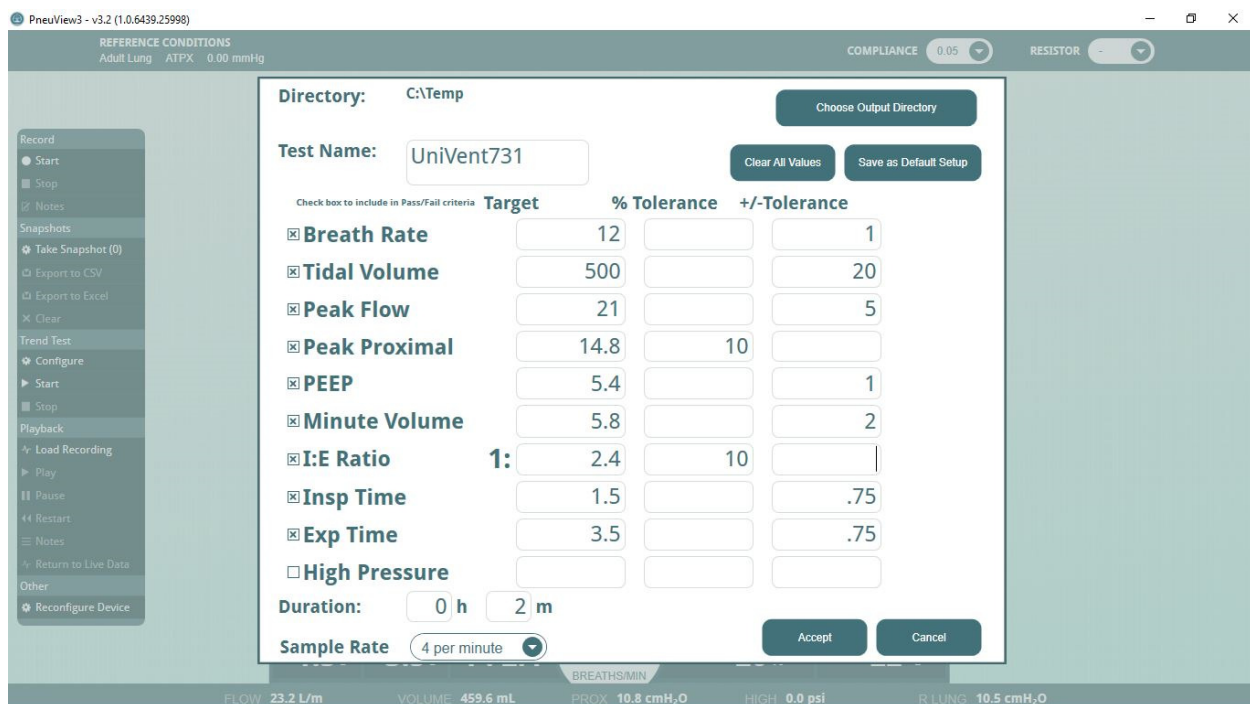 PneuView3 - v3.2 (1.0.6439.25998)
REFERENCE CONDITIONS
Adult Lung ATPX 0.00 mmHg
COMPLIANCE 0.05
RESISTOR -
Record
Start
Stop
Notes
Snapshots
Take Snapshot (0)
Export to CSV
Export to Excel
Clear
Trend Test
Configure
Start
Stop
Playback
Load Recording
Play
Pause
Restart
Notes
Return to Live Data
Other
Reconfigure Device
Directory: C:\Temp
Choose Output Directory
Test Name: UniVent731
Clear All Values
Save as Default Setup
Check box to include in Pass/Fail criteria Target % Tolerance +/-Tolerance
Breath Rate 12 1
Tidal Volume 500 20
Peak Flow 21 5
Peak Proximal 14.8 10
PEEP 5.4 1
Minute Volume 5.8 2
I:E Ratio 1: 2.4 10
Insp Time 1.5 .75
Exp Time 3.5 .75
High Pressure
Duration: 0 h 2 m
Sample Rate 4 per minute
Accept
Cancel
BREATHS/MIN
FLOW 23.2 L/m VOLUME 459.6 mL PROX 10.8 cmH₂O HIGH 0.0 psi R LUNG 10.5 cmH₂O